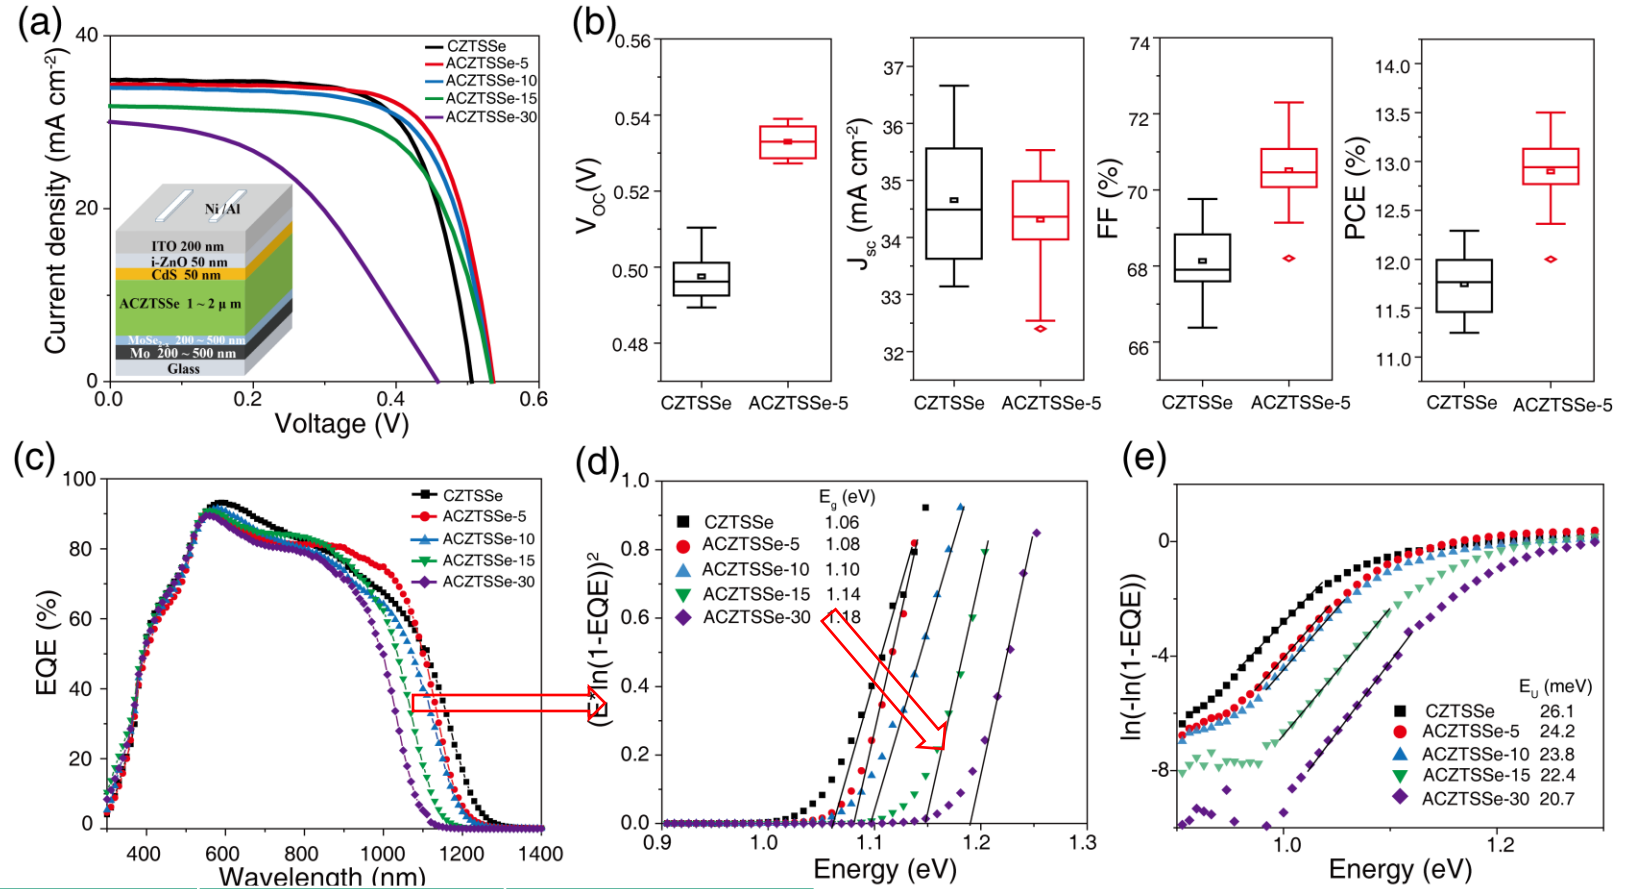 (a)
40
20
0
0.0
0.2
0.4
0.6
Current density (mA cm-2)
Voltage (V)
CZTSSe
ACZTSSe-5
ACZTSSe-10
ACZTSSe-15
ACZTSSe-30
Ni/Al
ITO 200 nm
i-ZnO 50 nm
CdS 50 nm
ACZTSSe 1 ~ 2 μ m
200 ~ 500 nm
Mo 200 ~ 500 nm
Glass
(b)
VOC(V)
0.56
0.54
0.52
0.50
0.48
CZTSSe ACZTSSe-5
Jsc (mA cm-2)
37
36
35
34
33
32
CZTSSe ACZTSSe-5
FF (%)
74
72
70
68
66
CZTSSe ACZTSSe-5
PCE (%)
14.0
13.5
13.0
12.5
12.0
11.5
11.0
CZTSSe ACZTSSe-5
(c)
EQE (%)
100
80
60
40
20
0
400 600 800 1000 1200 1400
Wavelength (nm)
CZTSSe
ACZTSSe-5
ACZTSSe-10
ACZTSSe-15
ACZTSSe-30
(d)
(E*ln(1-EQE))2
1.0
0.8
0.6
0.4
0.2
0.0
0.9 1.0 1.1 1.2 1.3
Energy (eV)
Eg (eV)
CZTSSe 1.06
ACZTSSe-5 1.08
ACZTSSe-10 1.10
ACZTSSe-15 1.14
ACZTSSe-30 1.18
(e)
ln(-ln(1-EQE))
0
-4
-8
1.0 1.2
Energy (eV)
EU (meV)
CZTSSe 26.1
ACZTSSe-5 24.2
ACZTSSe-10 23.8
ACZTSSe-15 22.4
ACZTSSe-30 20.7